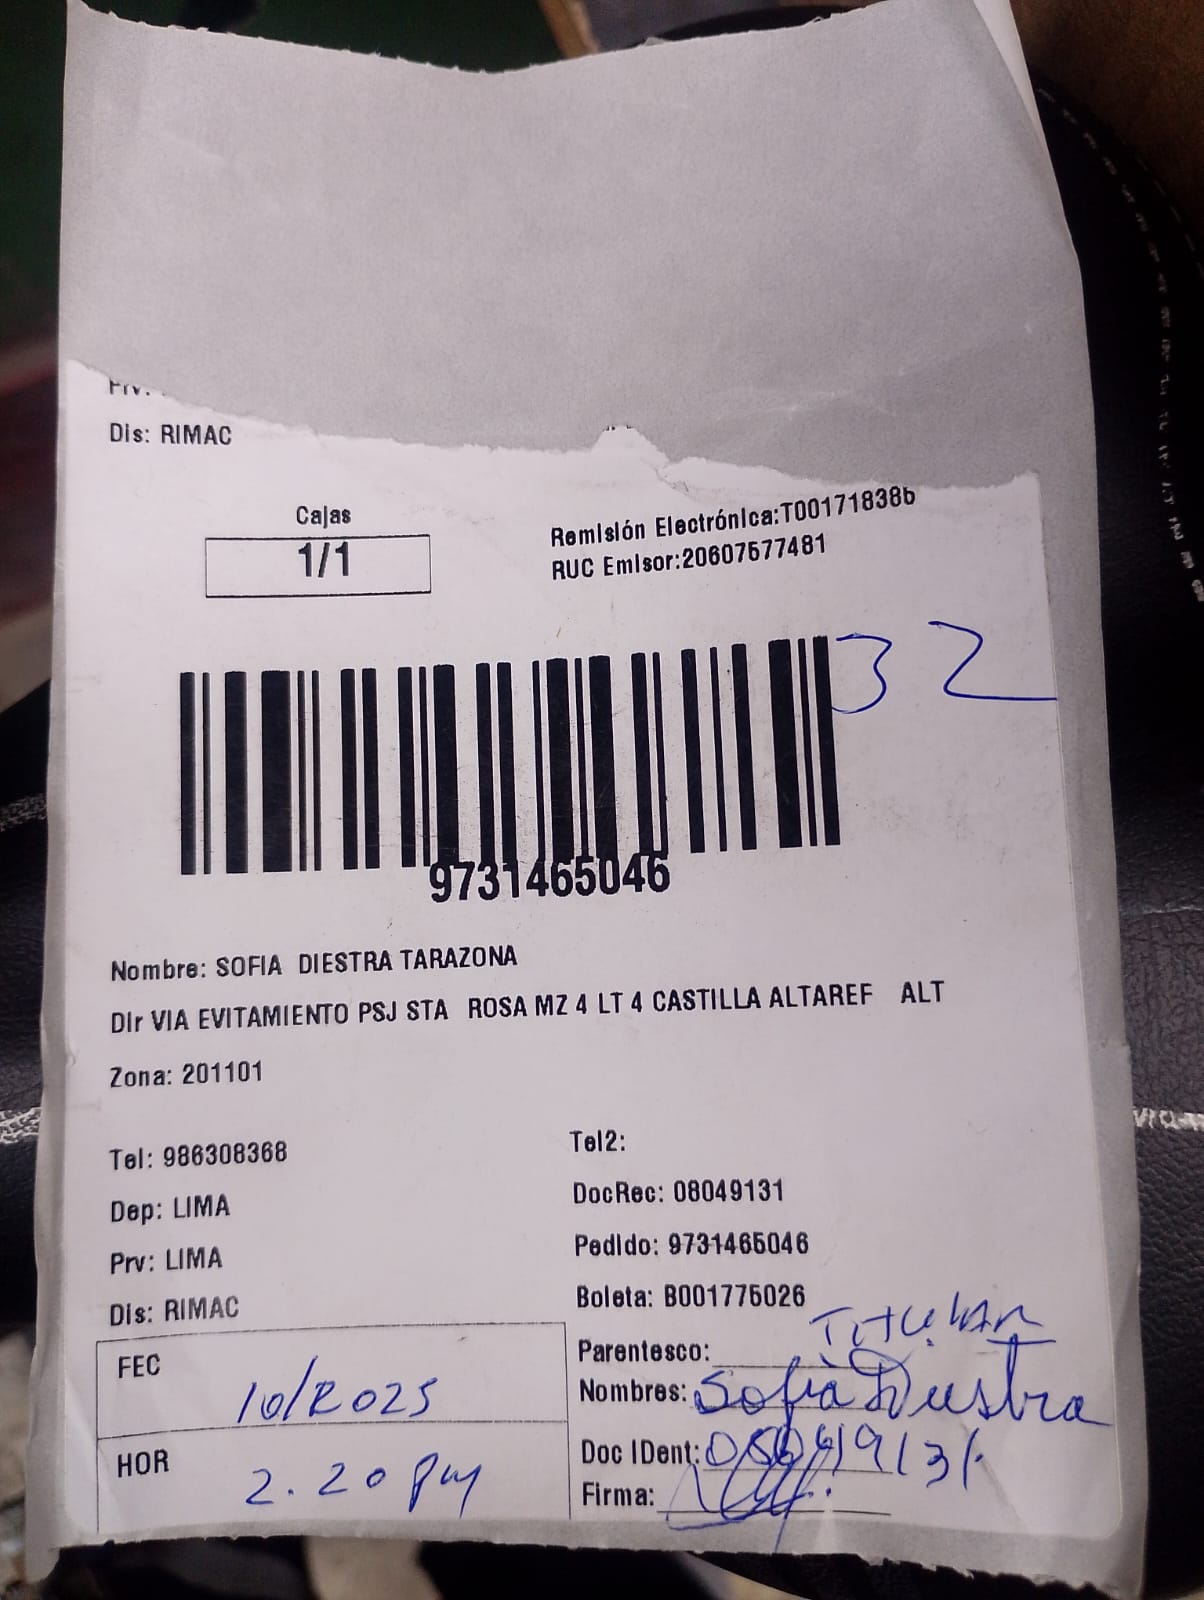 Prv:
Dis: RIMAC
Cajas
1/1
Remisión Electrónica:T001718386
RUC Emisor:20607577481
32
9731465046
Nombre: SOFIA DIESTRA TARAZONA
Dir VIA EVITAMIENTO PSJ STA ROSA MZ 4 LT 4 CASTILLA ALTAREF ALT
Zona: 201101
Tel: 986308368
Tel2:
Dep: LIMA
DocRec: 08049131
Prv: LIMA
Pedido: 9731465046
Dis: RIMAC
Boleta: B001775026
FEC
10/2025
Parentesco: Titular
Nombres: Sofia Diestra
HOR
2.20 pm
Doc IDent: 08049131
Firma: